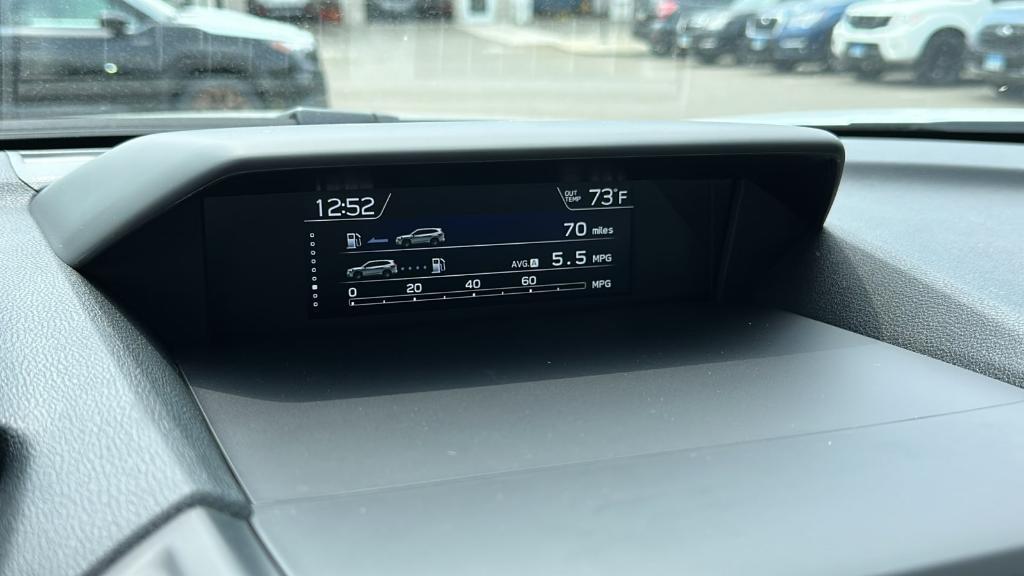 12:52
OUT TEMP 73°F
70 miles
AVG. A 5.5 MPG
0 20 40 60 MPG